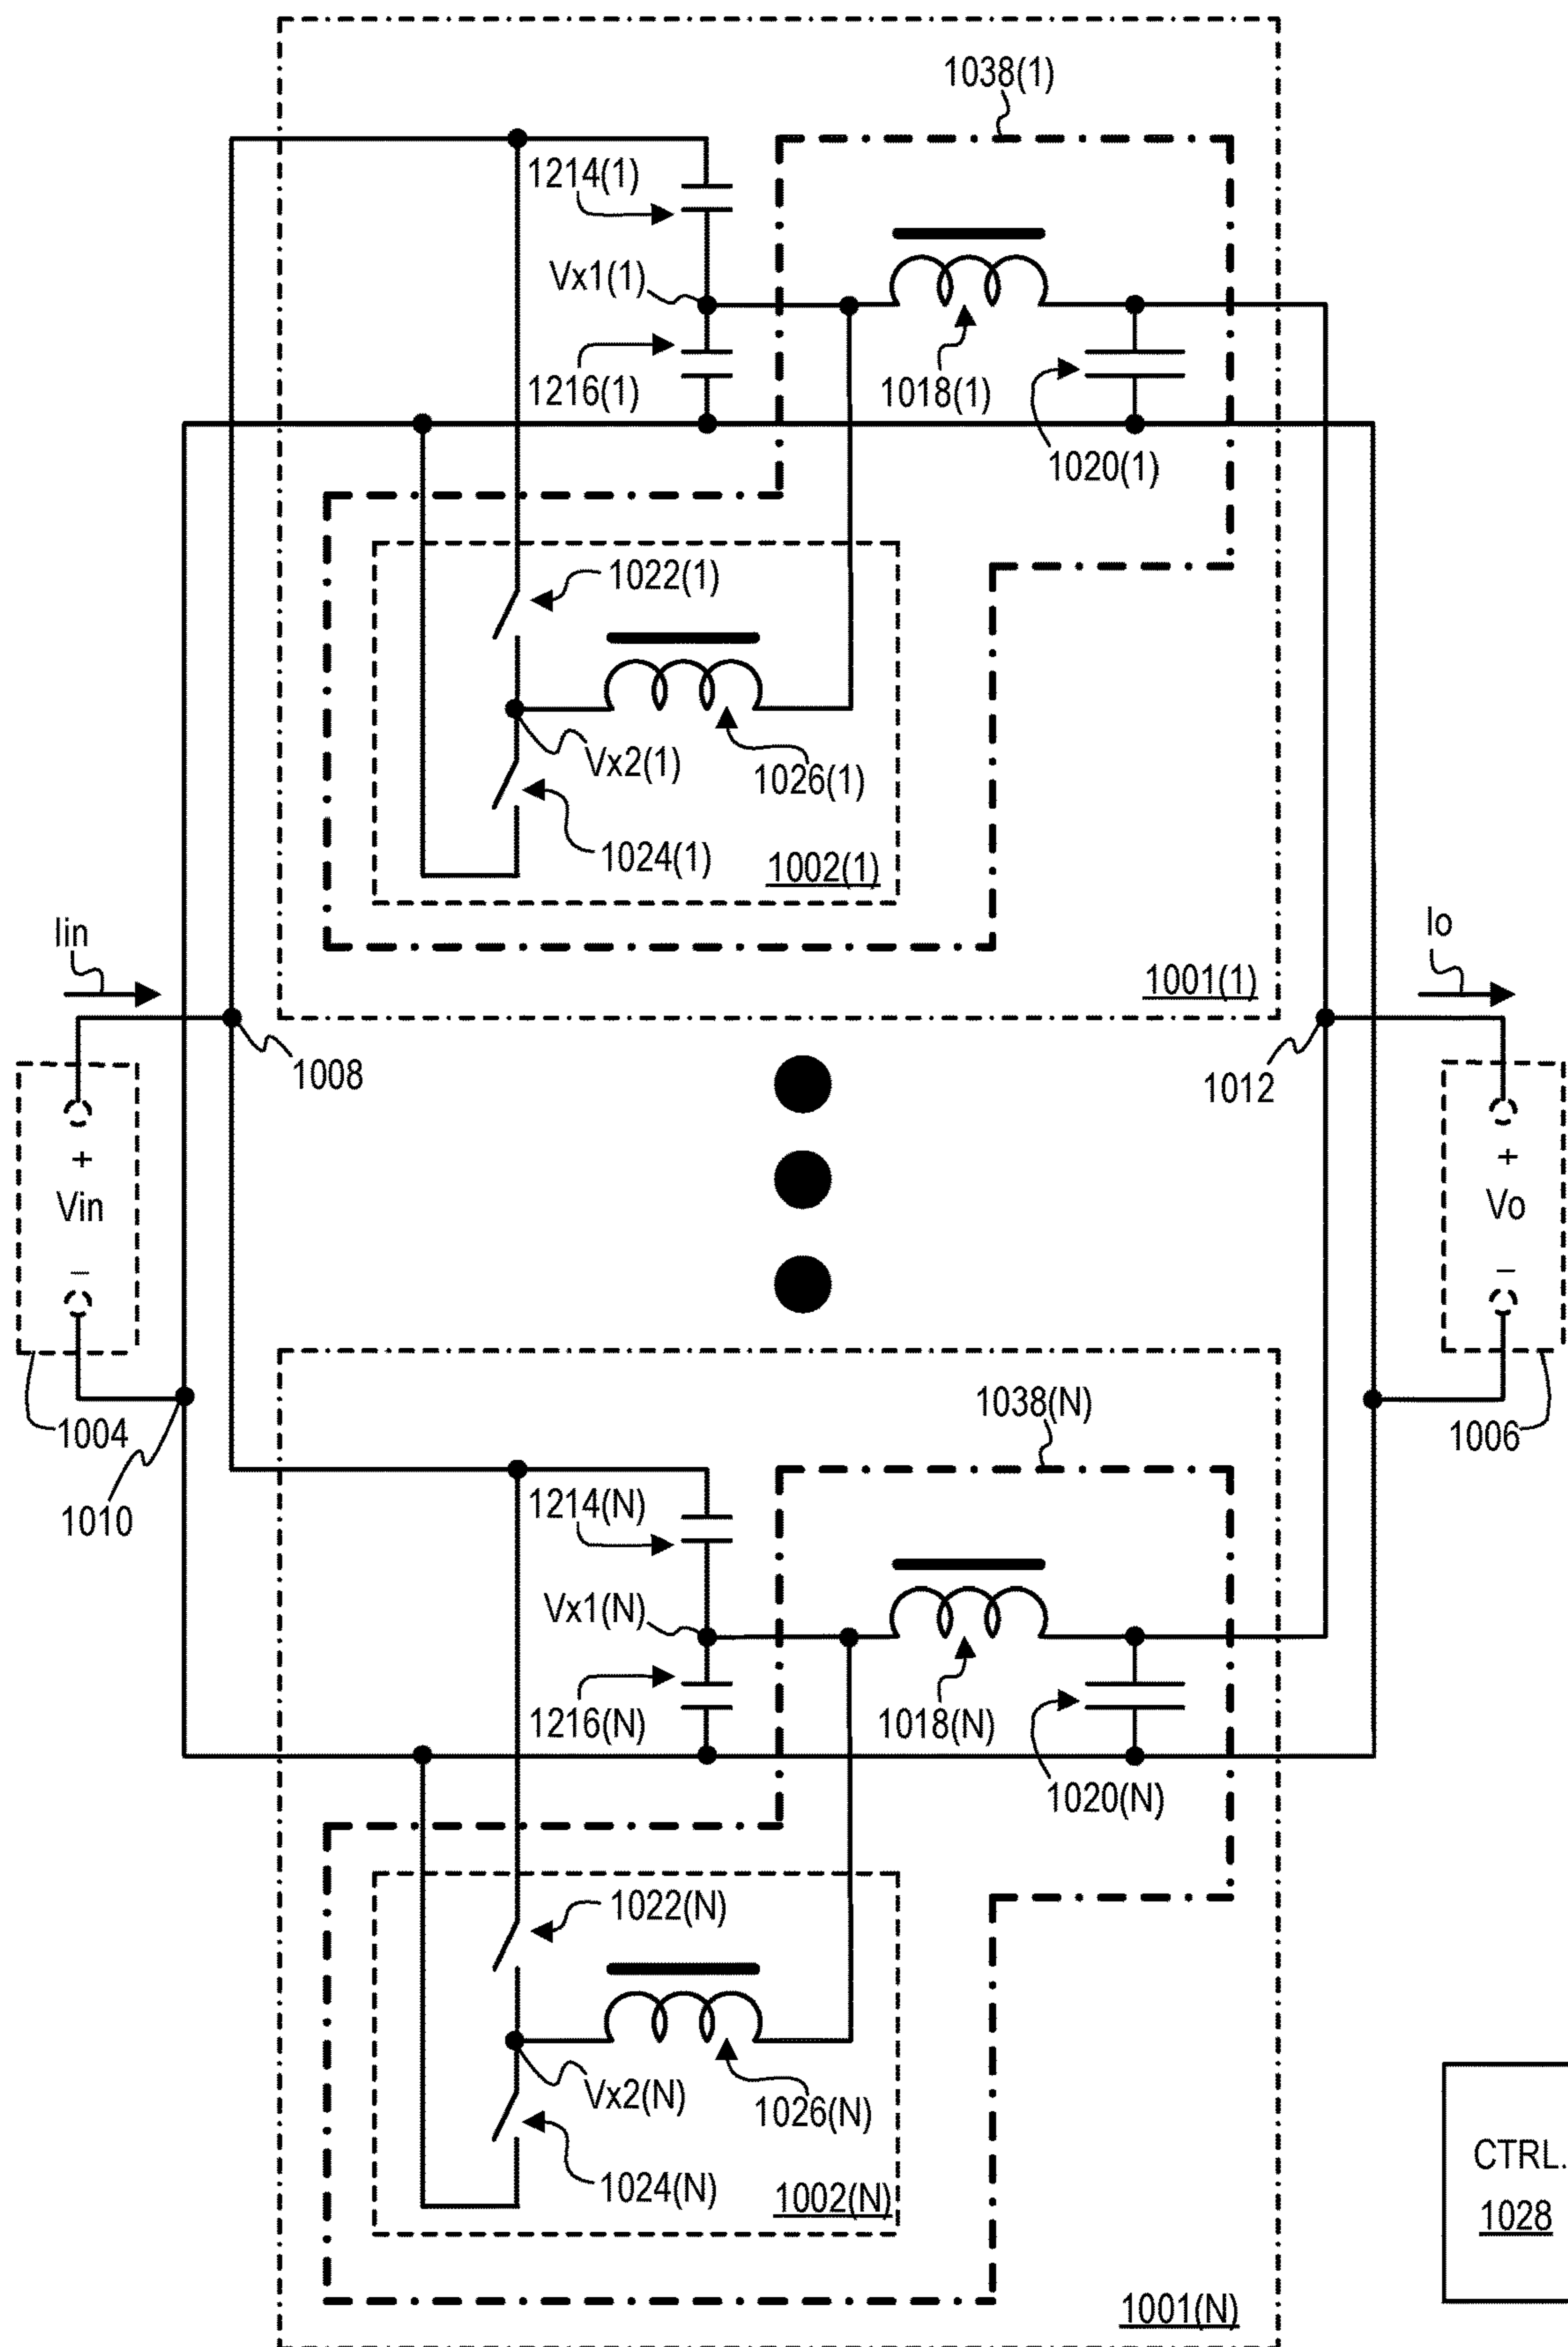 1038(1)
1214(1)
Vx1(1)
1216(1)
1018(1)
1020(1)
1022(1)
Vx2(1)
1026(1)
1024(1)
1002(1)
Iin
Io
1001(1)
1008
1012
+
Vin
−
+
Vo
−
1004
1006
1010
1038(N)
1214(N)
Vx1(N)
1216(N)
1018(N)
1020(N)
1022(N)
Vx2(N)
1026(N)
1024(N)
1002(N)
CTRL.
1028
1001(N)